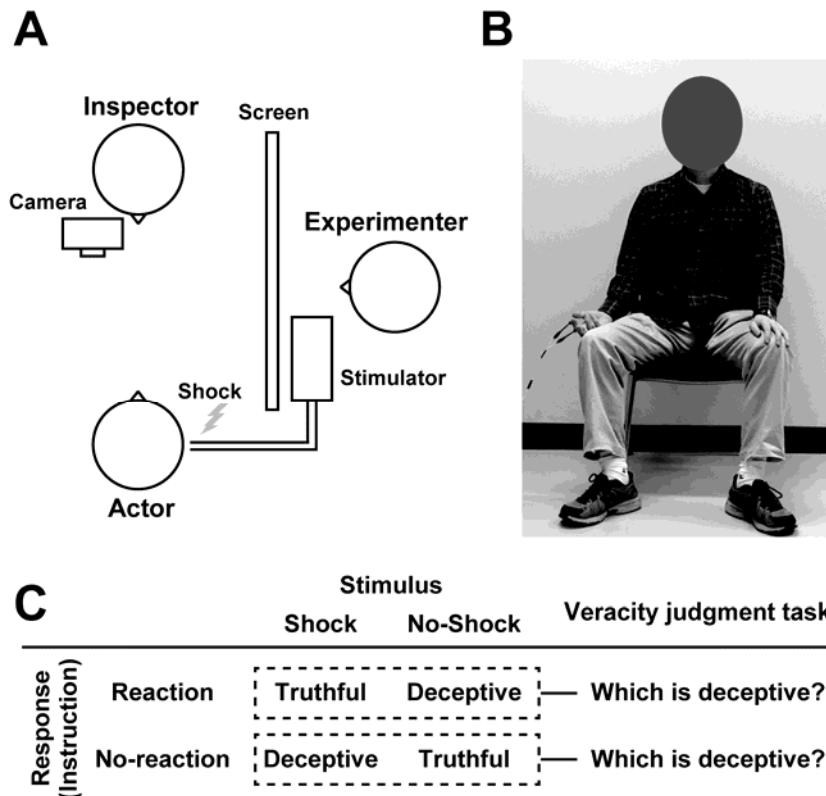 A
B
Inspector
Screen
Camera
Experimenter
Shock
Stimulator
Actor
C
Stimulus
Shock No-Shock Veracity judgment task
Response
(Instruction)
Reaction Truthful Deceptive Which is deceptive?
No-reaction Deceptive Truthful Which is deceptive?